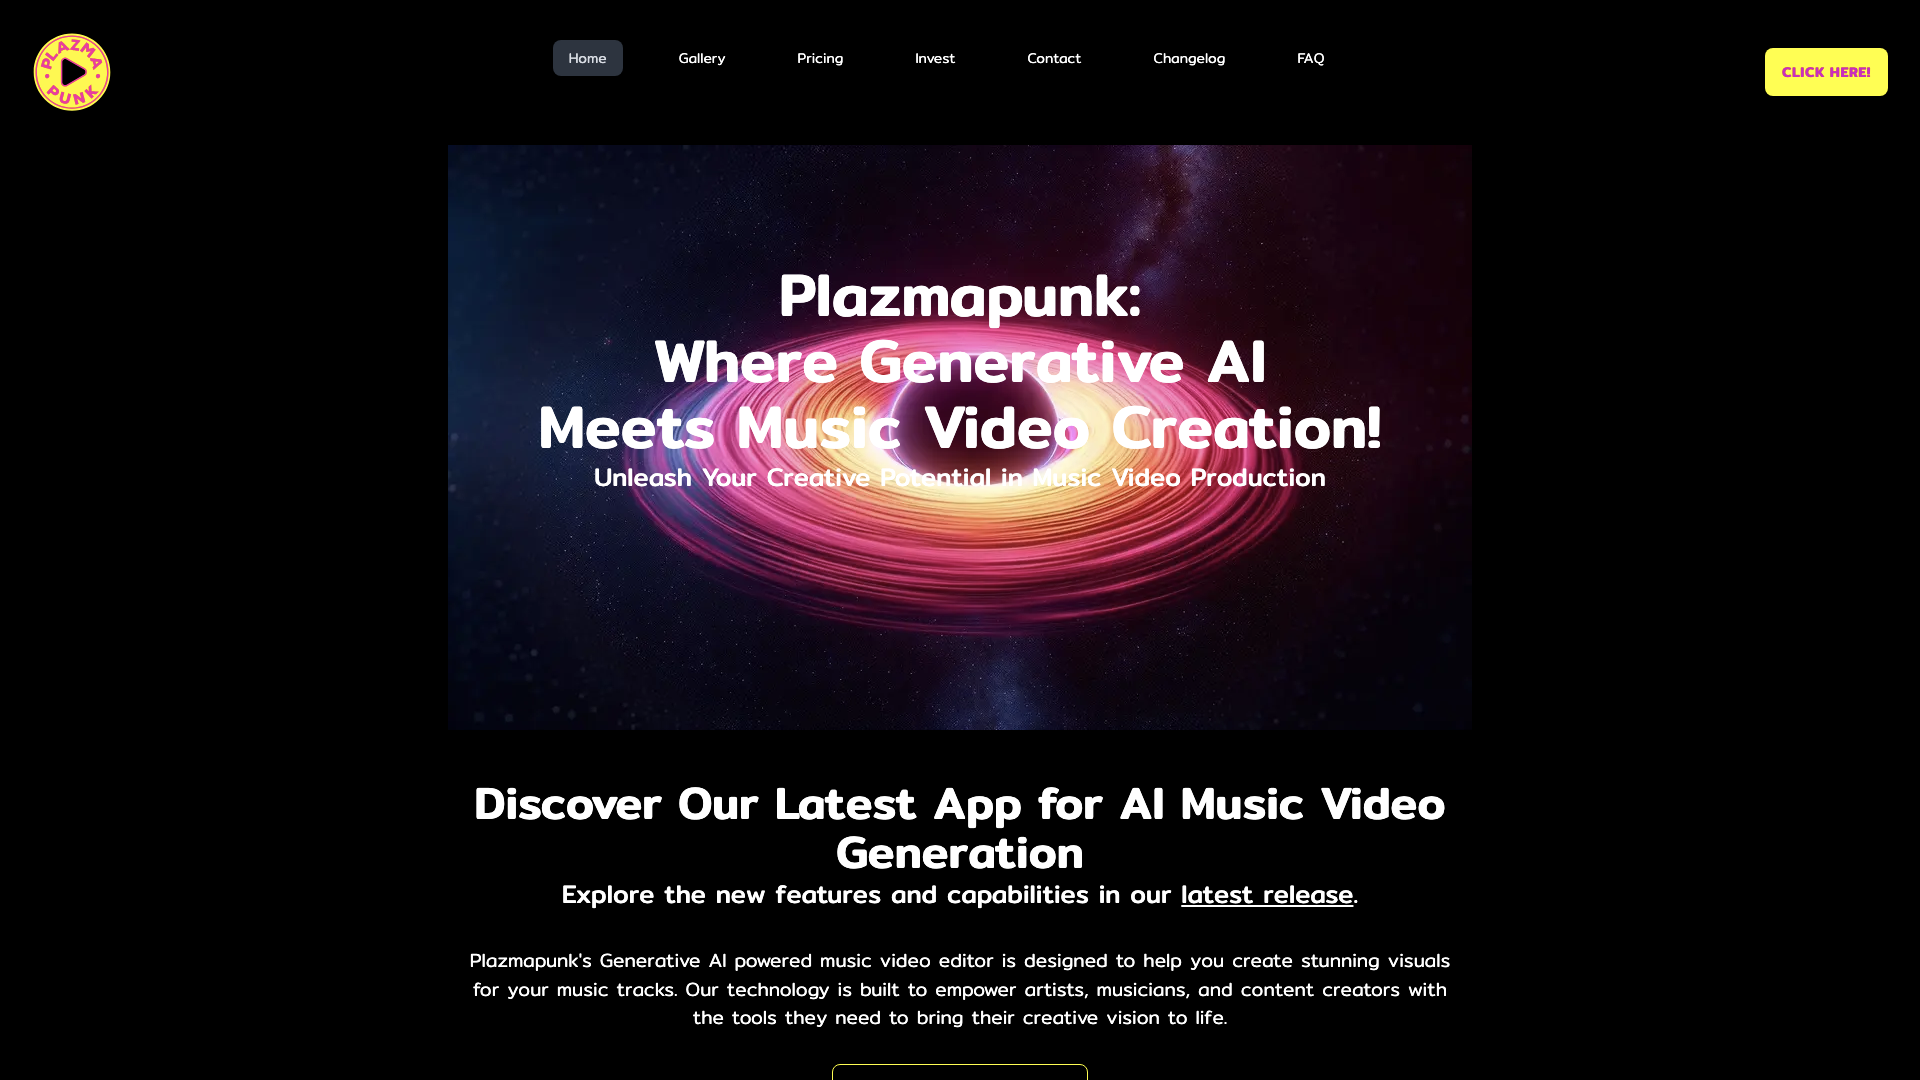 PLAZMA PUNK
Home
Gallery
Pricing
Invest
Contact
Changelog
FAQ
CLICK HERE!
Plazmapunk:
Where Generative AI
Meets Music Video Creation!
Unleash Your Creative Potential in Music Video Production
Discover Our Latest App for AI Music Video
Generation
Explore the new features and capabilities in our latest release.
Plazmapunk's Generative AI powered music video editor is designed to help you create stunning visuals
for your music tracks. Our technology is built to empower artists, musicians, and content creators with
the tools they need to bring their creative vision to life.